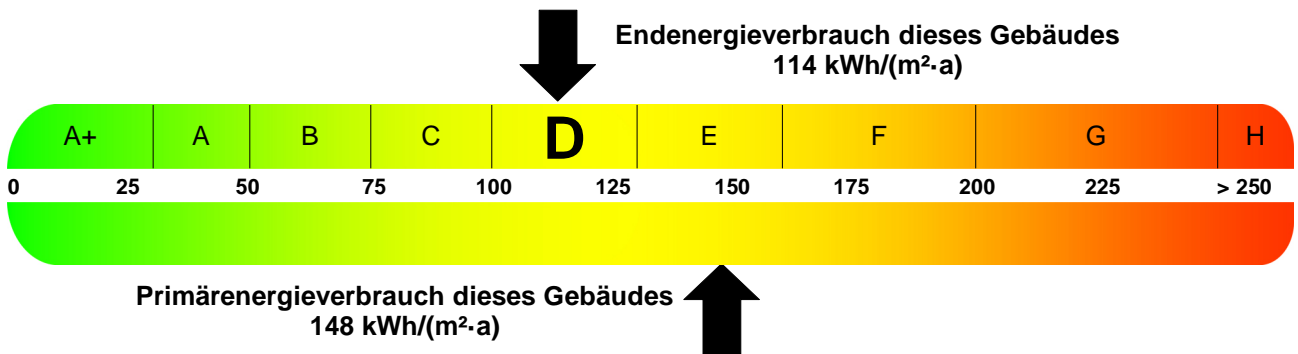 Endenergieverbrauch dieses Gebäudes
114 kWh/(m²·a)
A+ A B C D E F G H
0 25 50 75 100 125 150 175 200 225 > 250
Primärenergieverbrauch dieses Gebäudes
148 kWh/(m²·a)